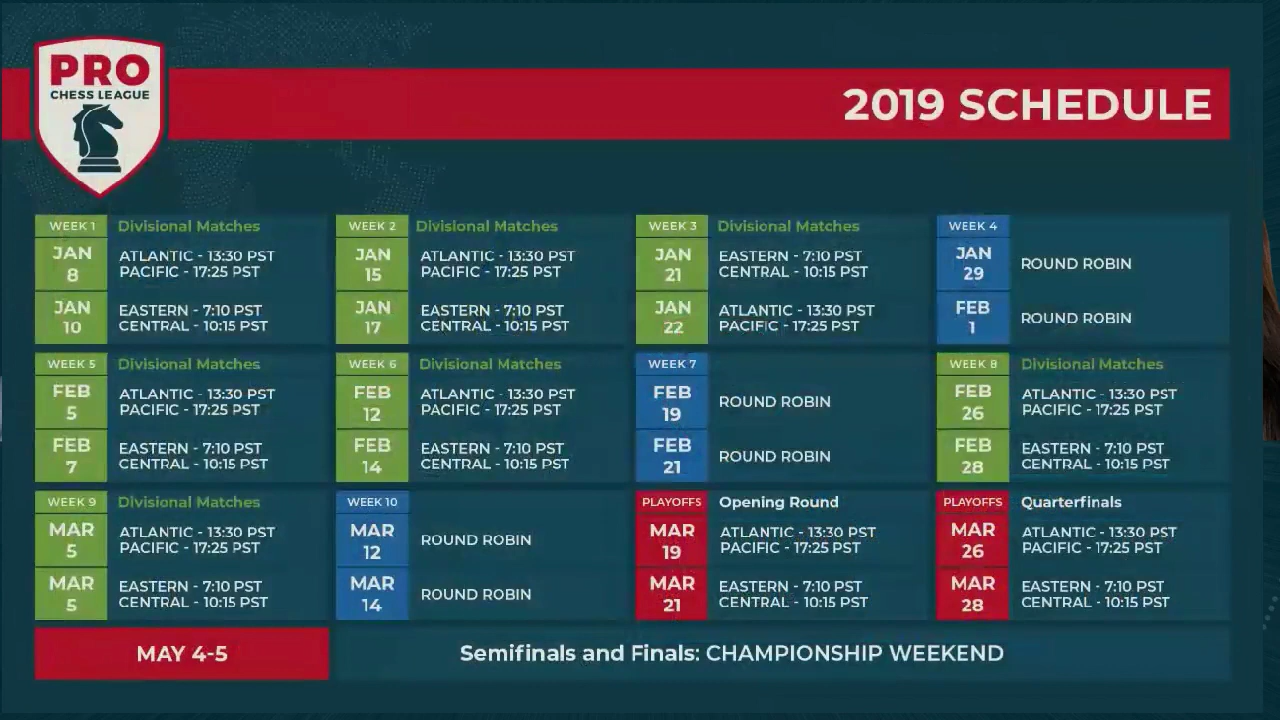 PRO
CHESS LEAGUE
2019 SCHEDULE
WEEK 1 Divisional Matches
JAN 8
ATLANTIC - 13:30 PST
PACIFIC - 17:25 PST
JAN 10
EASTERN - 7:10 PST
CENTRAL - 10:15 PST
WEEK 2 Divisional Matches
JAN 15
ATLANTIC - 13:30 PST
PACIFIC - 17:25 PST
JAN 17
EASTERN - 7:10 PST
CENTRAL - 10:15 PST
WEEK 3 Divisional Matches
JAN 21
EASTERN - 7:10 PST
CENTRAL - 10:15 PST
JAN 22
ATLANTIC - 13:30 PST
PACIFIC - 17:25 PST
WEEK 4
JAN 29
ROUND ROBIN
FEB 1
ROUND ROBIN
WEEK 5 Divisional Matches
FEB 5
ATLANTIC - 13:30 PST
PACIFIC - 17:25 PST
FEB 7
EASTERN - 7:10 PST
CENTRAL - 10:15 PST
WEEK 6 Divisional Matches
FEB 12
ATLANTIC - 13:30 PST
PACIFIC - 17:25 PST
FEB 14
EASTERN - 7:10 PST
CENTRAL - 10:15 PST
WEEK 7
FEB 19
ROUND ROBIN
FEB 21
ROUND ROBIN
WEEK 8 Divisional Matches
FEB 26
ATLANTIC - 13:30 PST
PACIFIC - 17:25 PST
FEB 28
EASTERN - 7:10 PST
CENTRAL - 10:15 PST
WEEK 9 Divisional Matches
MAR 5
ATLANTIC - 13:30 PST
PACIFIC - 17:25 PST
MAR 5
EASTERN - 7:10 PST
CENTRAL - 10:15 PST
WEEK 10
MAR 12
ROUND ROBIN
MAR 14
ROUND ROBIN
PLAYOFFS Opening Round
MAR 19
ATLANTIC - 13:30 PST
PACIFIC - 17:25 PST
MAR 21
EASTERN - 7:10 PST
CENTRAL - 10:15 PST
PLAYOFFS Quarterfinals
MAR 26
ATLANTIC - 13:30 PST
PACIFIC - 17:25 PST
MAR 28
EASTERN - 7:10 PST
CENTRAL - 10:15 PST
MAY 4-5
Semifinals and Finals: CHAMPIONSHIP WEEKEND